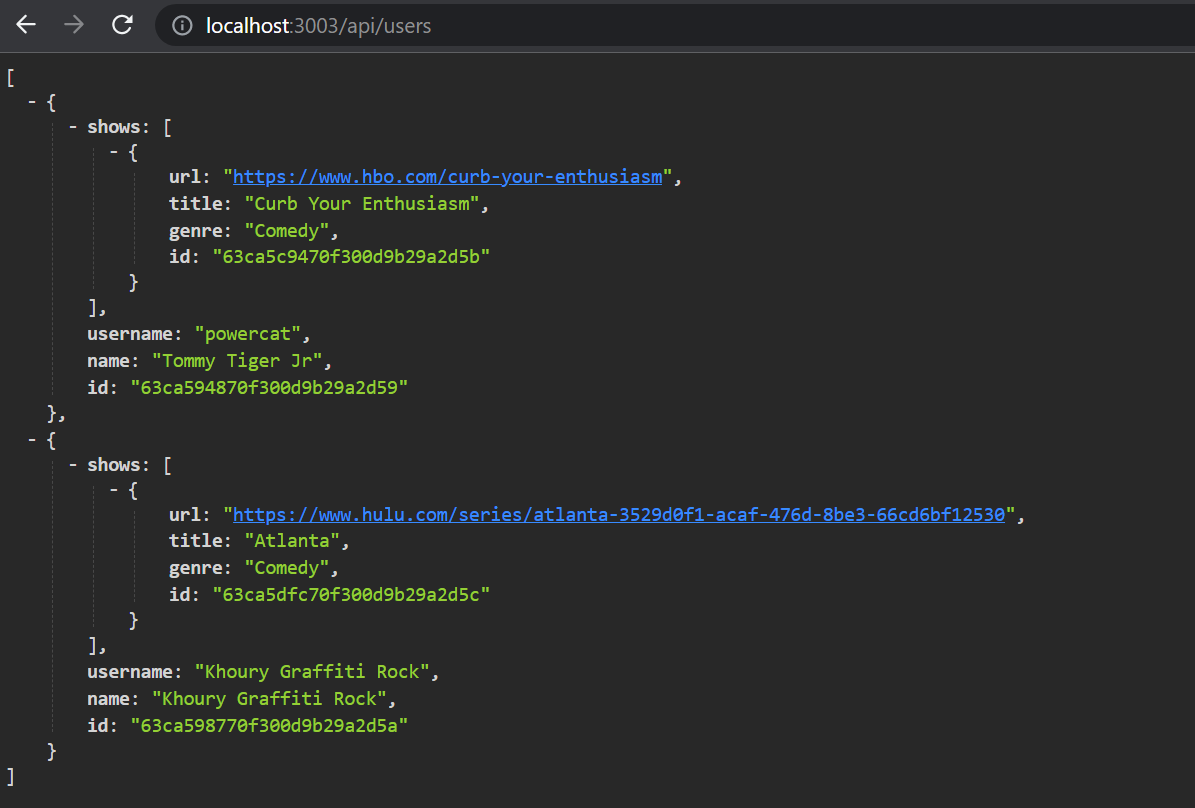 localhost:3003/api/users
[
- {
- shows: [
- {
url: "https://www.hbo.com/curb-your-enthusiasm",
title: "Curb Your Enthusiasm",
genre: "Comedy",
id: "63ca5c9470f300d9b29a2d5b"
}
],
username: "powercat",
name: "Tommy Tiger Jr",
id: "63ca594870f300d9b29a2d59"
},
- {
- shows: [
- {
url: "https://www.hulu.com/series/atlanta-3529d0f1-acaf-476d-8be3-66cd6bf12530",
title: "Atlanta",
genre: "Comedy",
id: "63ca5dfc70f300d9b29a2d5c"
}
],
username: "Khoury Graffiti Rock",
name: "Khoury Graffiti Rock",
id: "63ca598770f300d9b29a2d5a"
}
]